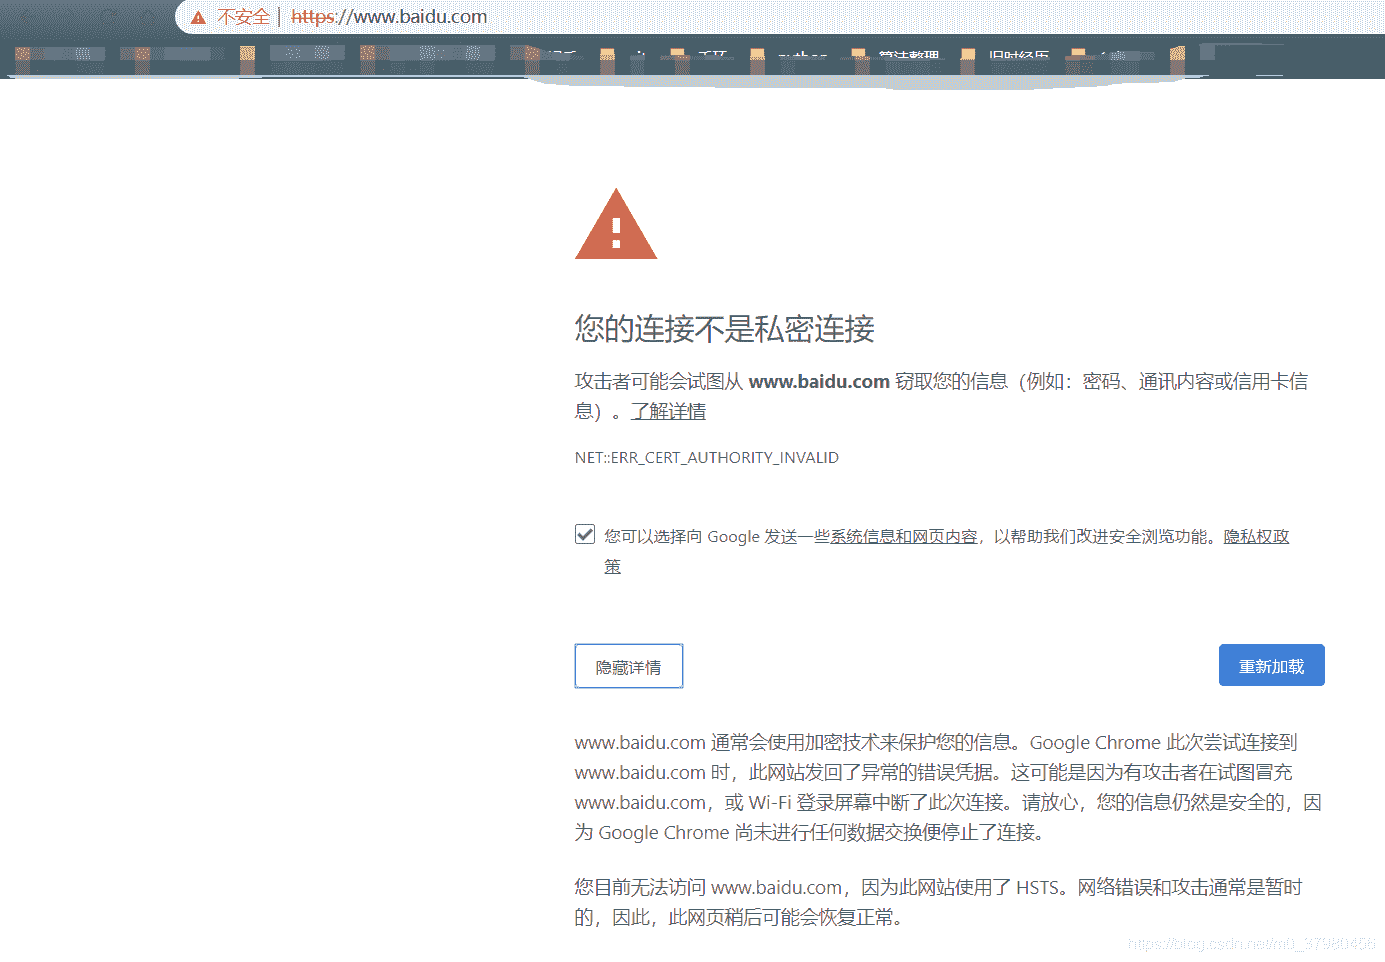 不安全 | https://www.baidu.com
算法整理 旧时经历
您的连接不是私密连接
攻击者可能会试图从 www.baidu.com 窃取您的信息（例如：密码、通讯内容或信用卡信
息）。了解详情
NET::ERR_CERT_AUTHORITY_INVALID
您可以选择向 Google 发送一些系统信息和网页内容，以帮助我们改进安全浏览功能。隐私权政
策
隐藏详情
重新加载
www.baidu.com 通常会使用加密技术来保护您的信息。Google Chrome 此次尝试连接到
www.baidu.com 时，此网站发回了异常的错误凭据。这可能是因为有攻击者在试图冒充
www.baidu.com，或 Wi-Fi 登录屏幕中断了此次连接。请放心，您的信息仍然是安全的，因
为 Google Chrome 尚未进行任何数据交换便停止了连接。
您目前无法访问 www.baidu.com，因为此网站使用了 HSTS。网络错误和攻击通常是暂时
的，因此，此网页稍后可能会恢复正常。
https://blog.csdn.net/m0_37980456